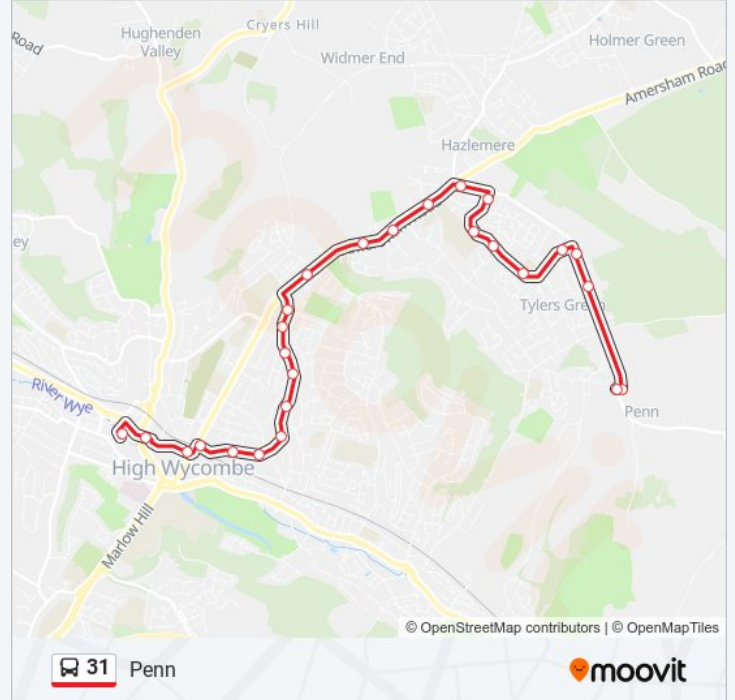 Cryers Hill
Hughenden
Valley
Road
Holmer Green
Widmer End
Amersham Road
Hazlemere
ey
Tylers Green
River Wye
Penn
High Wycombe
Marlow Hill
© OpenStreetMap contributors | © OpenMapTiles
31 Penn
moovit